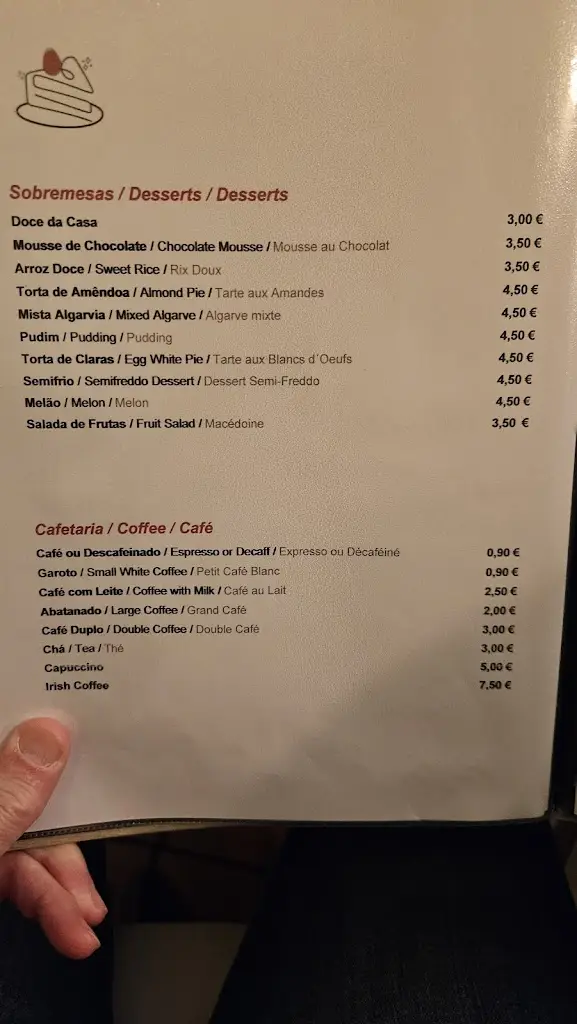 Sobremesas / Desserts / Desserts
Doce da Casa 3,00 €
Mousse de Chocolate / Chocolate Mousse / Mousse au Chocolat 3,50 €
Arroz Doce / Sweet Rice / Rix Doux 3,50 €
Torta de Amêndoa / Almond Pie / Tarte aux Amandes 4,50 €
Mista Algarvia / Mixed Algarve / Algarve mixte 4,50 €
Pudim / Pudding / Pudding 4,50 €
Torta de Claras / Egg White Pie / Tarte aux Blancs d´Oeufs 4,50 €
Semifrio / Semifreddo Dessert / Dessert Semi-Freddo 4,50 €
Melão / Melon / Melon 4,50 €
Salada de Frutas / Fruit Salad / Macédoine 3,50 €
Cafetaria / Coffee / Café
Café ou Descafeinado / Espresso or Decaff / Expresso ou Décaféiné 0,90 €
Garoto / Small White Coffee / Petit Café Blanc 0,90 €
Café com Leite / Coffee with Milk / Café au Lait 2,50 €
Abatanado / Large Coffee / Grand Café 2,00 €
Café Duplo / Double Coffee / Double Café 3,00 €
Chá / Tea / Thé 3,00 €
Capuccino 5,00 €
Irish Coffee 7,50 €